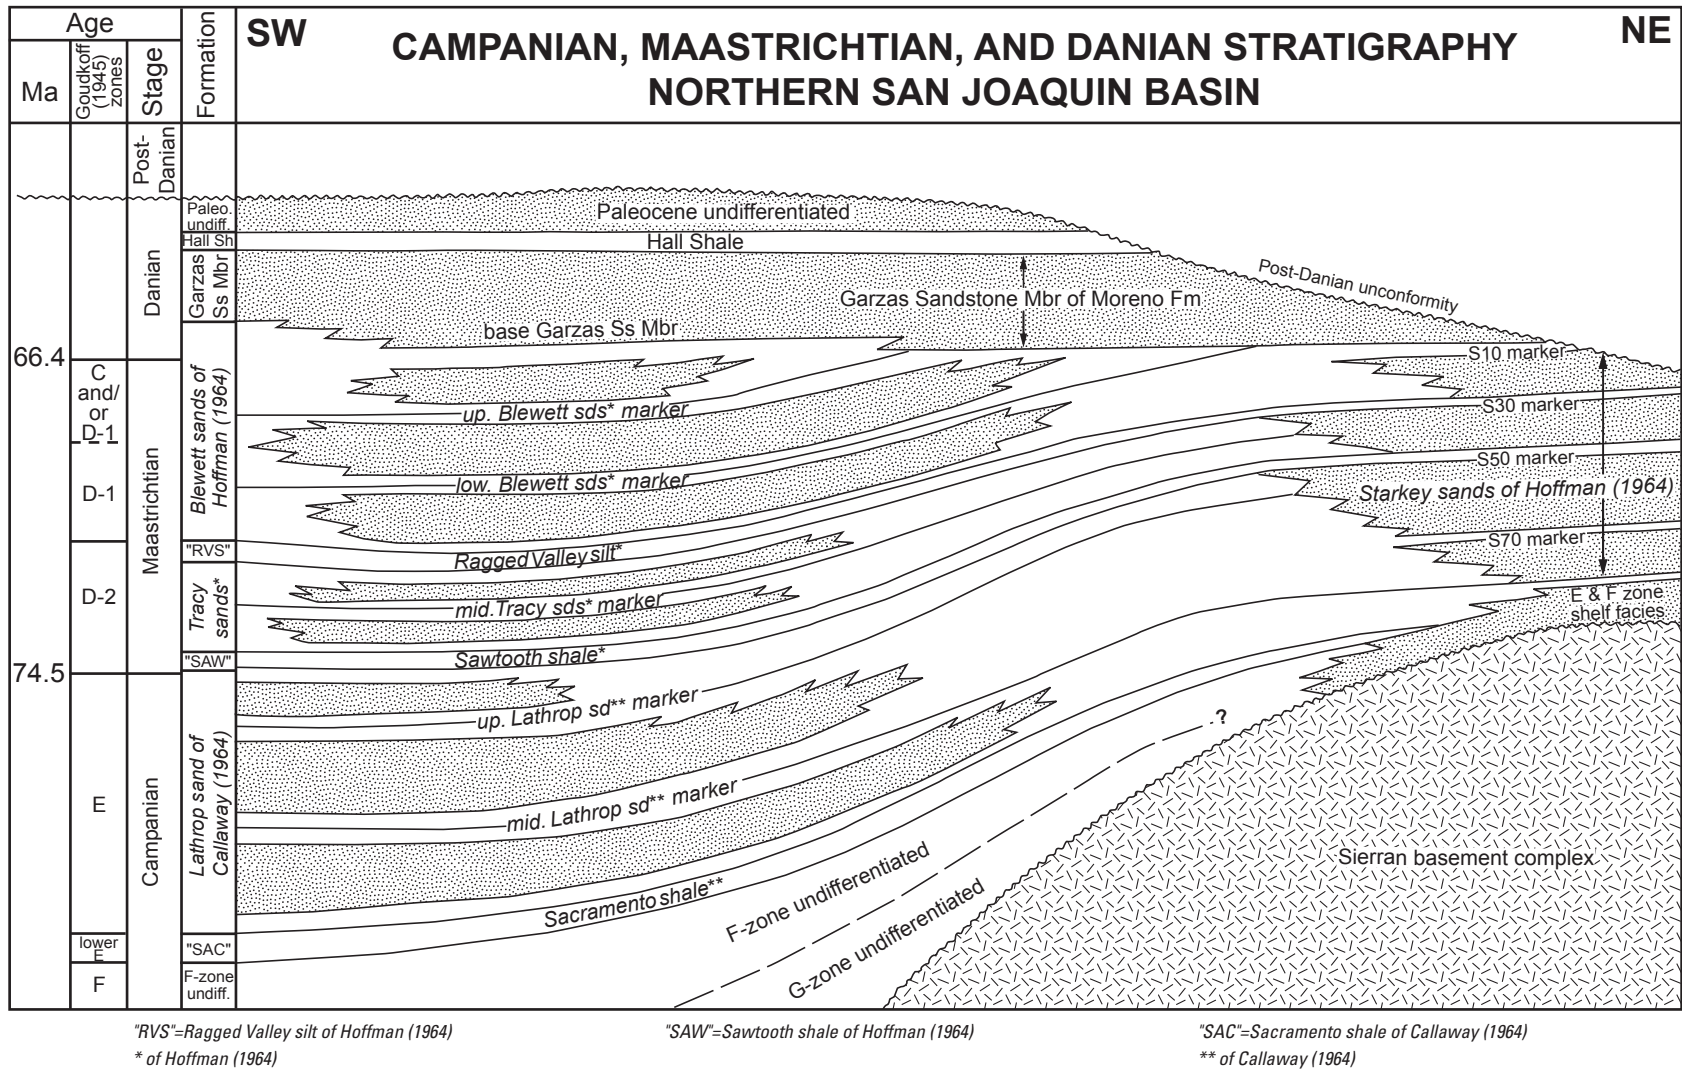 Age
Ma
Goudkoff
(1945)
zones
Stage
Formation
SW
NE
CAMPANIAN, MAASTRICHTIAN, AND DANIAN STRATIGRAPHY
NORTHERN SAN JOAQUIN BASIN
Post-
Danian
Danian
Maastrichtian
Campanian
66.4
74.5
C
and/
or
D-1
D-1
D-2
E
lower
E
F
Paleo.
undiff.
Hall Sh
Garzas
Ss Mbr
Blewett sands of
Hoffman (1964)
"RVS"
Tracy
sands*
"SAW"
Lathrop sand of
Callaway (1964)
"SAC"
F-zone
undiff.
Paleocene undifferentiated
Hall Shale
Post-Danian unconformity
Garzas Sandstone Mbr of Moreno Fm
base Garzas Ss Mbr
S10 marker
up. Blewett sds* marker
S30 marker
S50 marker
low. Blewett sds* marker
Starkey sands of Hoffman (1964)
S70 marker
Ragged Valley silt*
mid. Tracy sds* marker
E & F zone
shelf facies
Sawtooth shale*
up. Lathrop sd** marker
?
mid. Lathrop sd** marker
Sierran basement complex
Sacramento shale**
F-zone undifferentiated
G-zone undifferentiated
"RVS"=Ragged Valley silt of Hoffman (1964)
"SAW"=Sawtooth shale of Hoffman (1964)
"SAC"=Sacramento shale of Callaway (1964)
* of Hoffman (1964)
** of Callaway (1964)